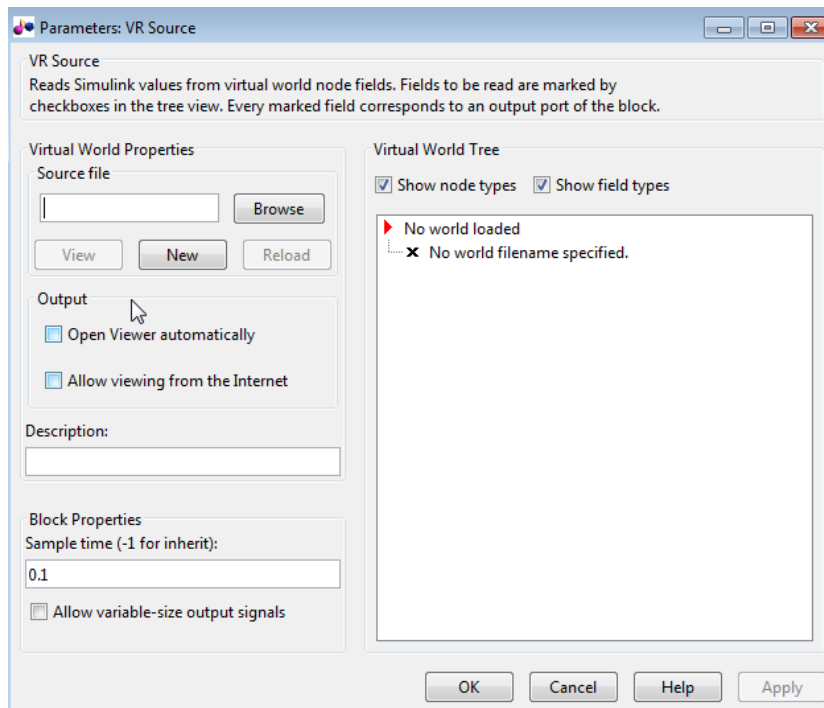 Parameters: VR Source
VR Source
Reads Simulink values from virtual world node fields. Fields to be read are marked by
checkboxes in the tree view. Every marked field corresponds to an output port of the block.
Virtual World Properties
Source file
Browse
View
New
Reload
Output
Open Viewer automatically
Allow viewing from the Internet
Description:
Block Properties
Sample time (-1 for inherit):
0.1
Allow variable-size output signals
Virtual World Tree
Show node types
Show field types
No world loaded
No world filename specified.
OK
Cancel
Help
Apply